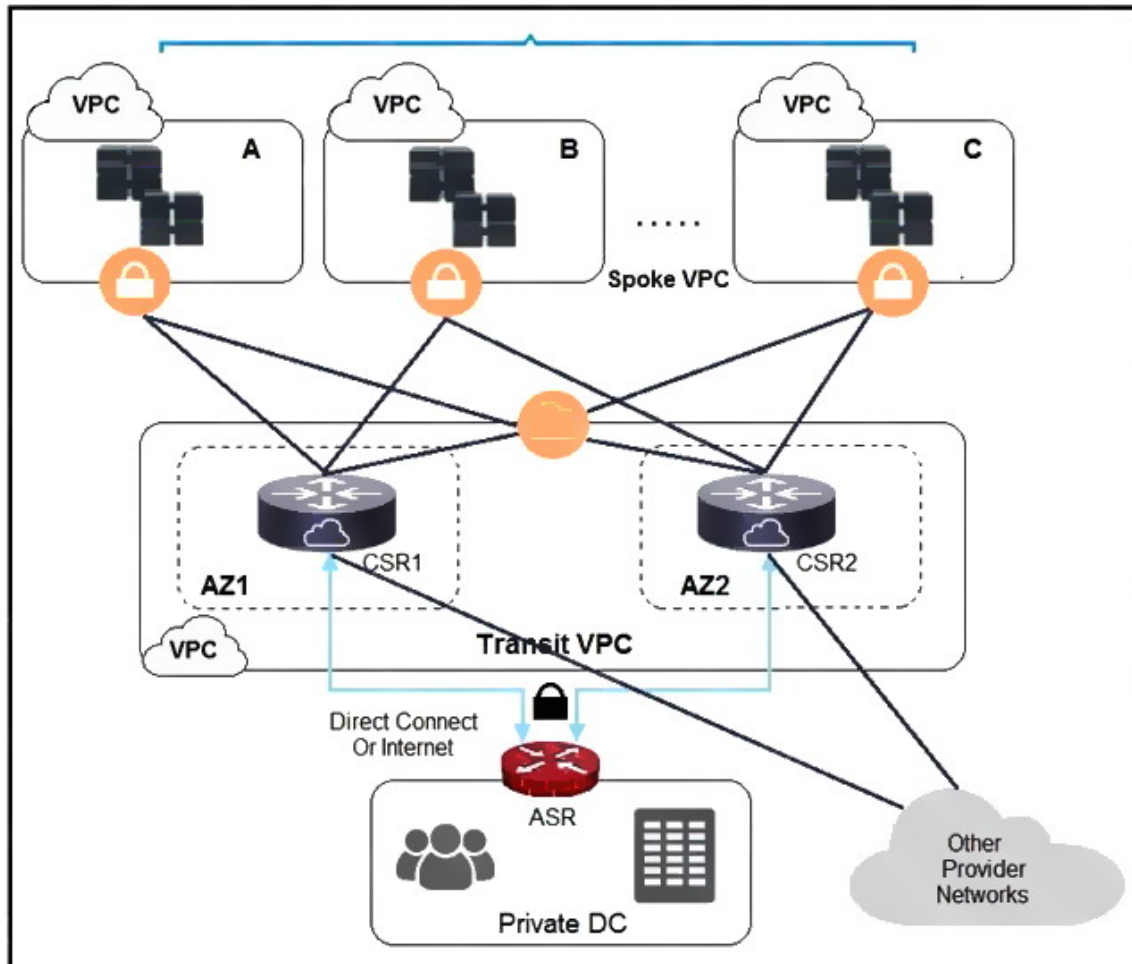 VPC
A
VPC
B
VPC
C
.....
Spoke VPC
CSR1
AZ1
CSR2
AZ2
VPC
Transit VPC
Direct Connect
Or Internet
ASR
Private DC
Other
Provider
Networks